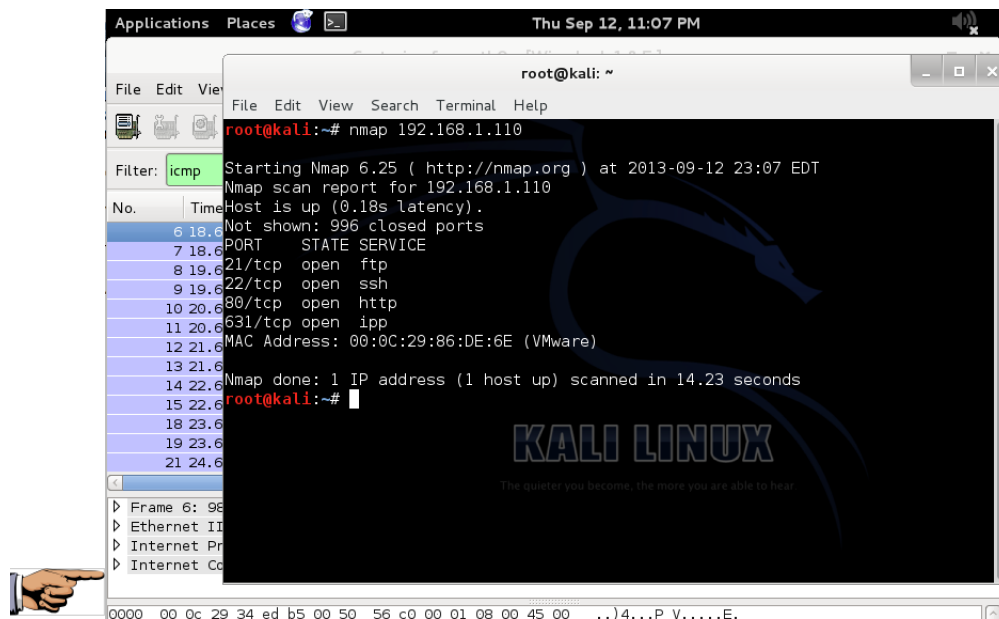 Applications Places Thu Sep 12, 11:07 PM
root@kali: ~
File Edit Vie
File Edit View Search Terminal Help
root@kali:~# nmap 192.168.1.110
Filter: icmp
Starting Nmap 6.25 ( http://nmap.org ) at 2013-09-12 23:07 EDT
Nmap scan report for 192.168.1.110
Host is up (0.18s latency).
Not shown: 996 closed ports
PORT STATE SERVICE
21/tcp open ftp
22/tcp open ssh
80/tcp open http
631/tcp open ipp
MAC Address: 00:0C:29:86:DE:6E (VMware)
Nmap done: 1 IP address (1 host up) scanned in 14.23 seconds
root@kali:~#
No. Time
6 18.6
7 18.6
8 19.6
9 19.6
10 20.6
11 20.6
12 21.6
13 21.6
14 22.6
15 22.6
18 23.6
19 23.6
21 24.6
KALI LINUX
The quieter you become, the more you are able to hear
Frame 6: 98
Ethernet II
Internet Pr
Internet Co
0000 00 0c 29 34 ed b5 00 50 56 c0 00 01 08 00 45 00 ..)4...P V.....E.